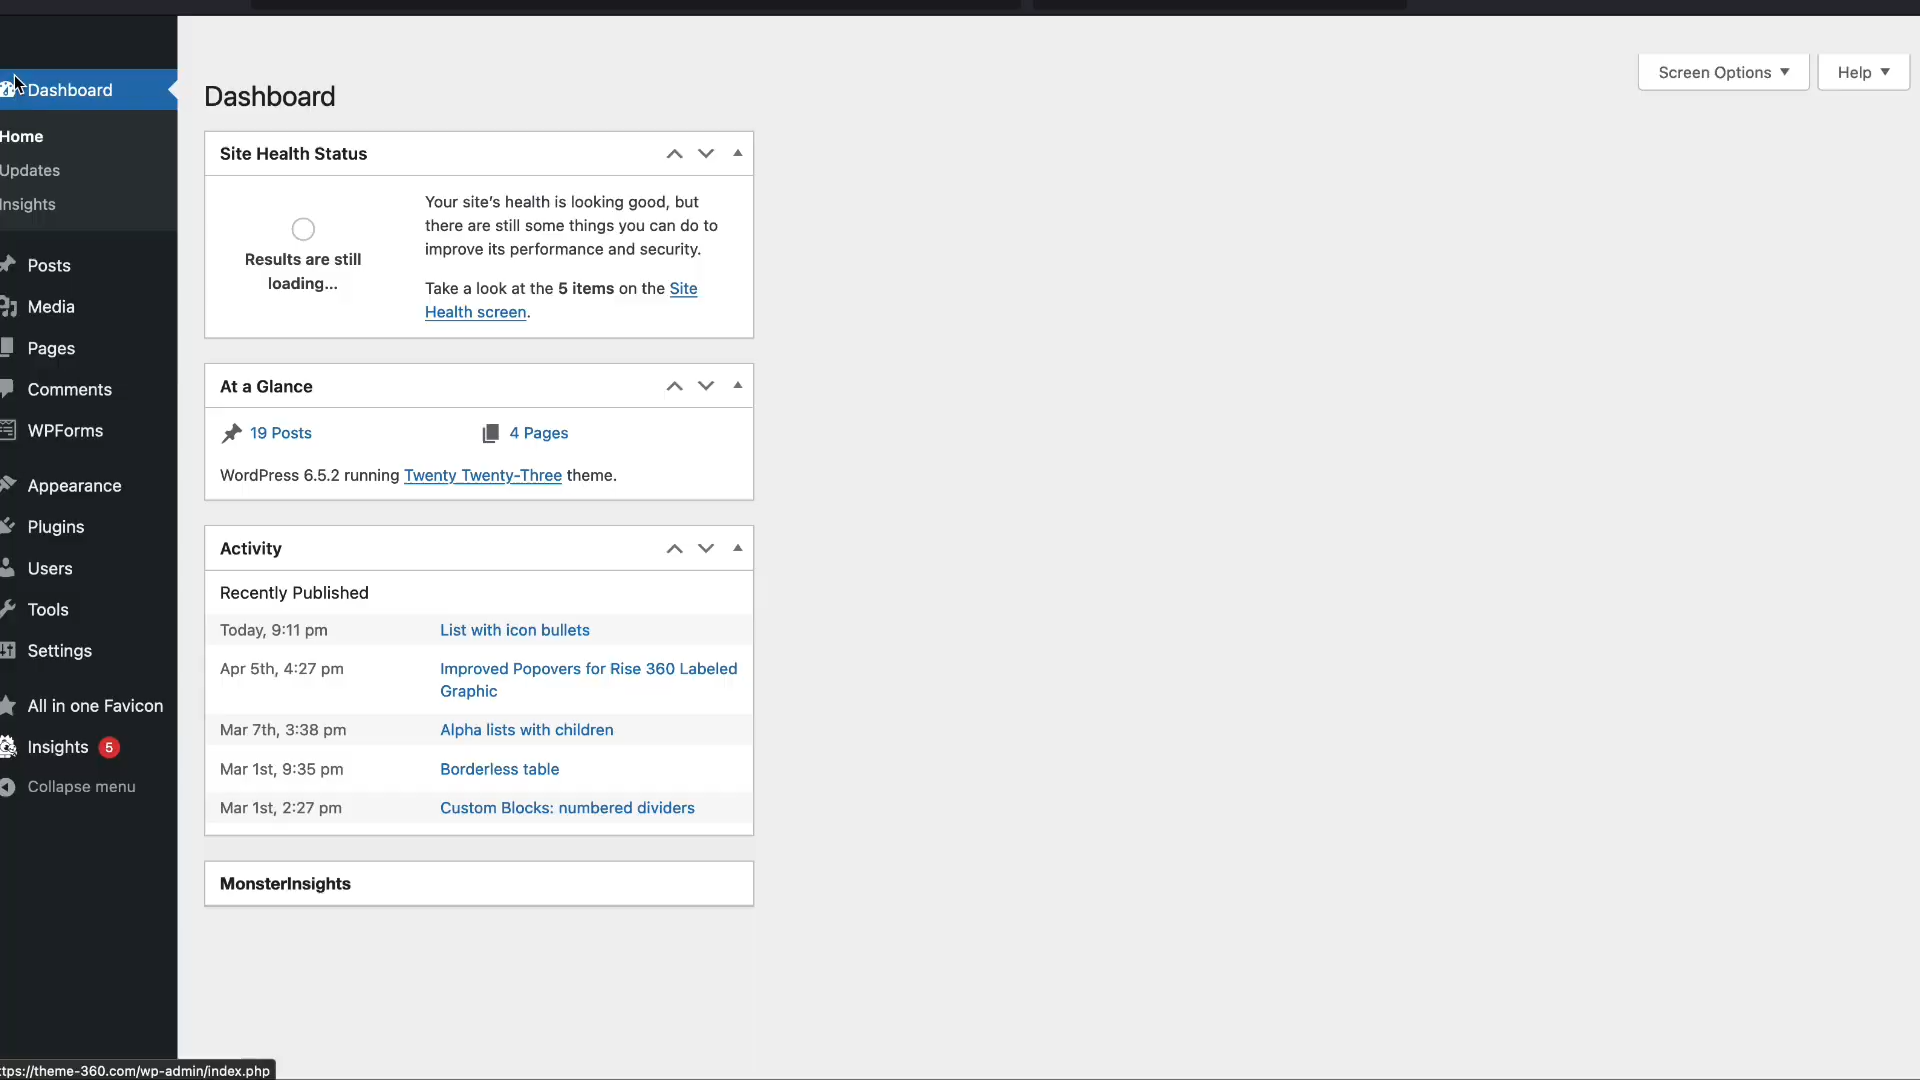 Screen Options
Help
Dashboard
Home
Updates
Insights
Posts
Media
Pages
Comments
WPForms
Appearance
Plugins
Users
Tools
Settings
All in one Favicon
Insights 5
Collapse menu
Dashboard
Site Health Status
Results are still
loading...
Your site's health is looking good, but
there are still some things you can do to
improve its performance and security.
Take a look at the 5 items on the Site
Health screen.
At a Glance
19 Posts
4 Pages
WordPress 6.5.2 running Twenty Twenty-Three theme.
Activity
Recently Published
Today, 9:11 pm List with icon bullets
Apr 5th, 4:27 pm Improved Popovers for Rise 360 Labeled
Graphic
Mar 7th, 3:38 pm Alpha lists with children
Mar 1st, 9:35 pm Borderless table
Mar 1st, 2:27 pm Custom Blocks: numbered dividers
MonsterInsights
tps://theme-360.com/wp-admin/index.php